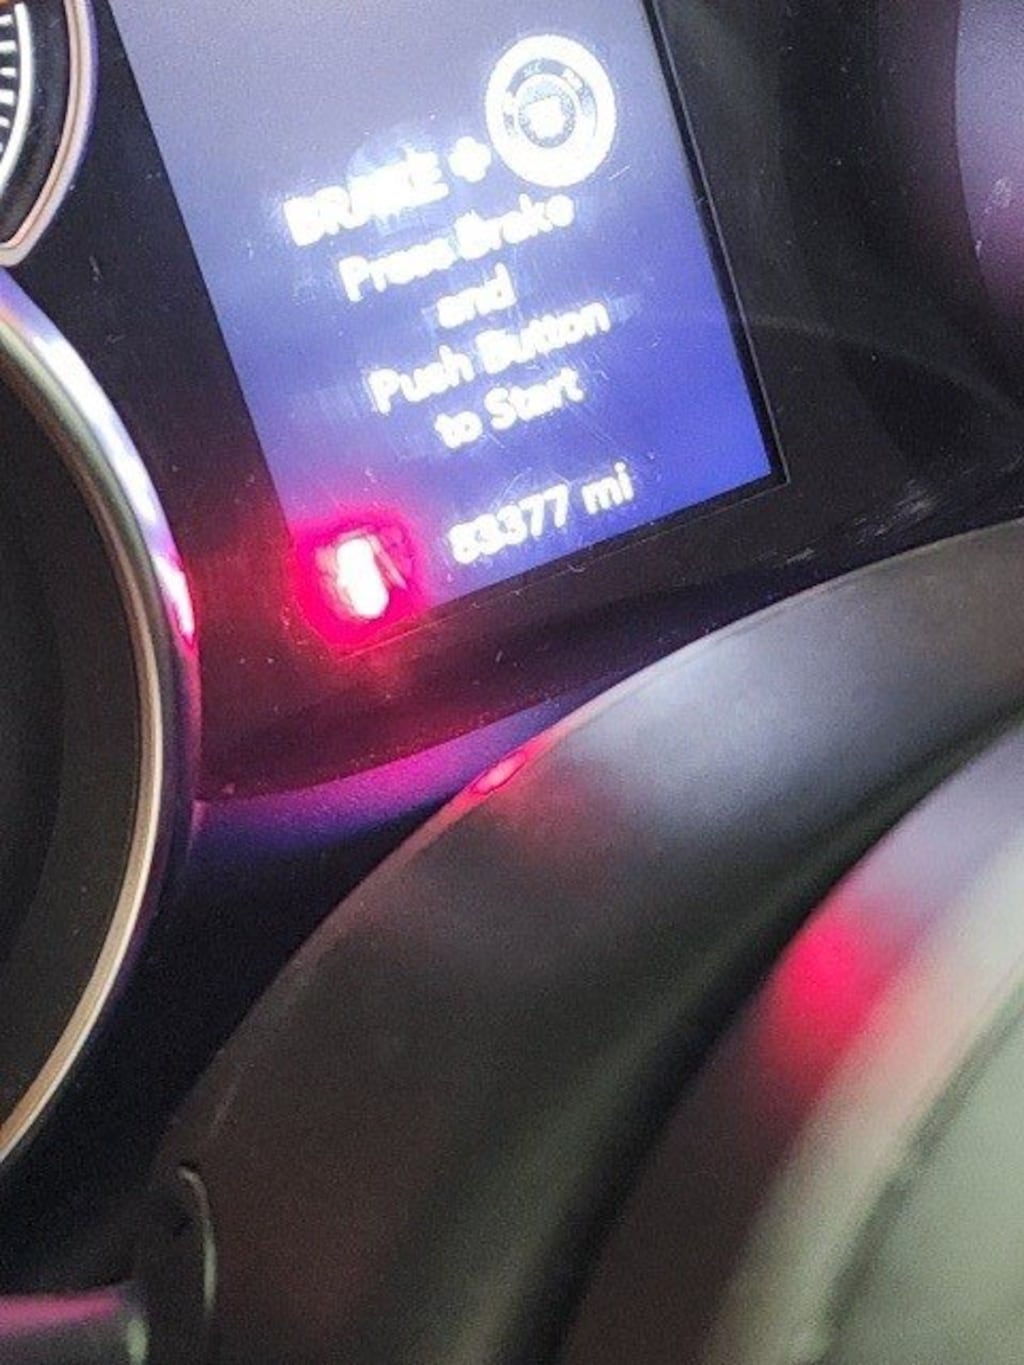 BRAKE +
Press Brake
and
Push Button
to Start
83377 mi